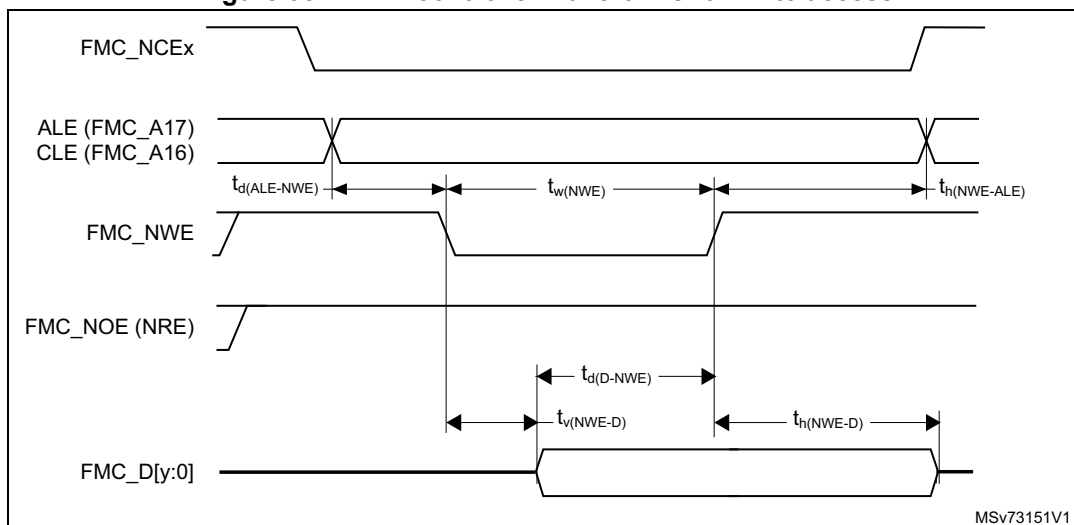 FMC_NCEx
ALE (FMC_A17)
CLE (FMC_A16)
td(ALE-NWE)
tw(NWE)
th(NWE-ALE)
FMC_NWE
FMC_NOE (NRE)
td(D-NWE)
tv(NWE-D)
th(NWE-D)
FMC_D[y:0]
MSv73151V1